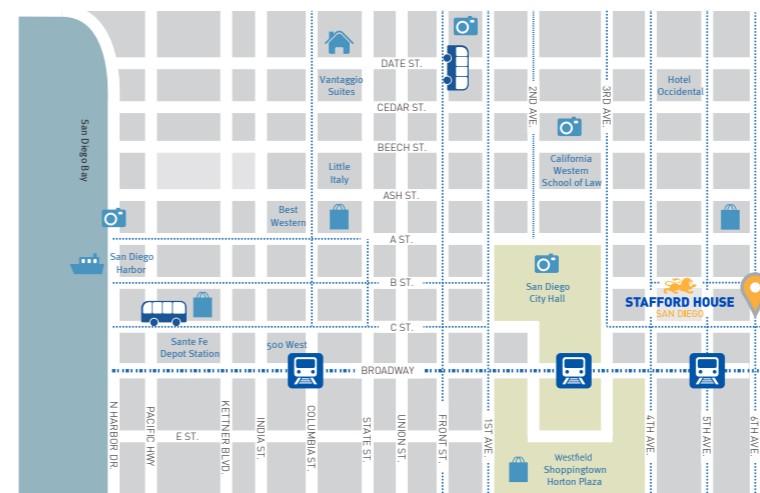 DATE ST.
Vantaggio
Suites
Hotel
Occidental
2ND AVE.
3RD AVE.
CEDAR ST.
San Diego Bay
BEECH ST.
California
Western
School of Law
Little
Italy
ASH ST.
Best
Western
A ST.
San Diego
Harbor
B ST.
San Diego
City Hall
STAFFORD HOUSE
SAN DIEGO
C ST.
Sante Fe
Depot Station
500 West
BROADWAY
N HARBOR DR.
PACIFIC HWY
KETTNER BLVD.
INDIA ST.
COLUMBIA ST.
STATE ST.
UNION ST.
FRONT ST.
1ST AVE.
4TH AVE.
5TH AVE.
6TH AVE.
E ST.
Westfield
Shoppingtown
Horton Plaza